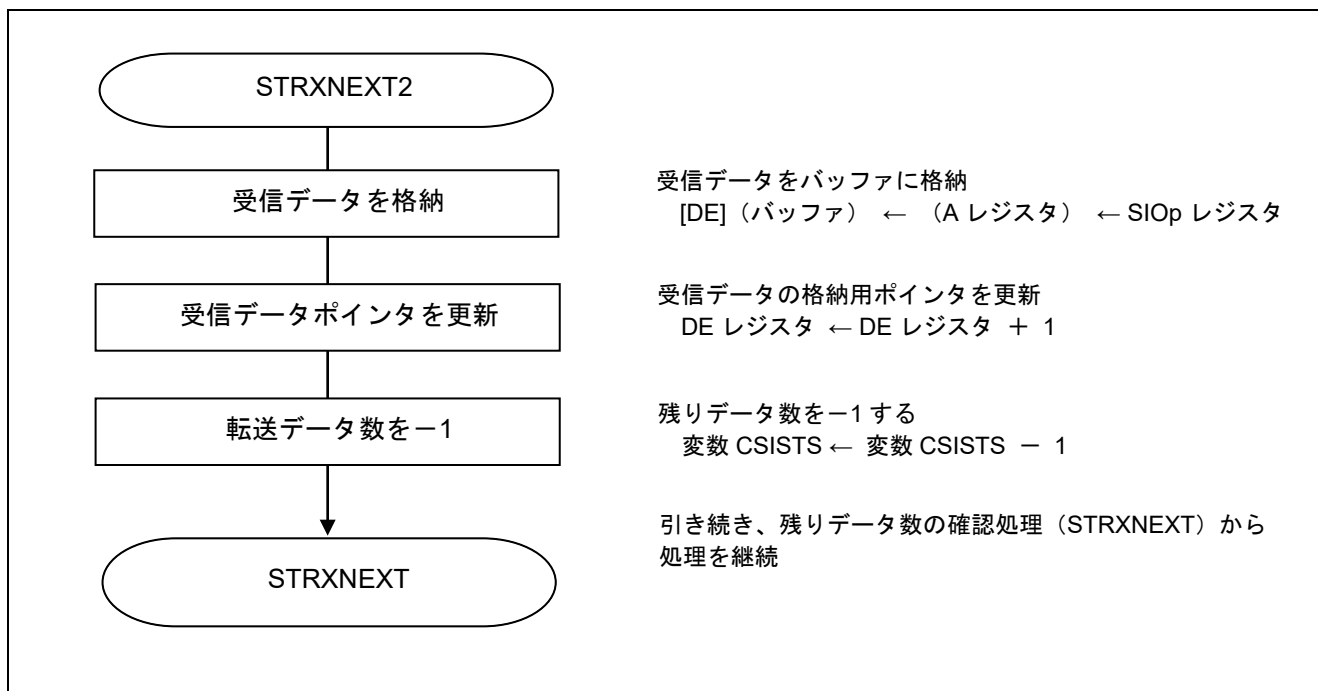 STRXNEXT2
受信データを格納
受信データをバッファに格納
[DE](バッファ) ← (A レジスタ) ← SIOp レジスタ
受信データポインタを更新
受信データの格納用ポインタを更新
DE レジスタ ← DE レジスタ + 1
転送データ数を-1
残りデータ数を-1 する
変数 CSISTS ← 変数 CSISTS - 1
引き続き、残りデータ数の確認処理(STRXNEXT)から
処理を継続
STRXNEXT